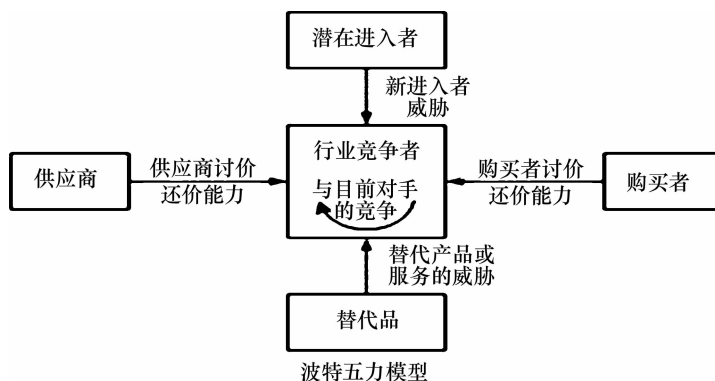 潜在进入者
新进入者
威胁
行业竞争者
供应商
供应商讨价
还价能力
与目前对手
的竞争
购买者讨价
还价能力
购买者
替代产品或
服务的威胁
替代品
波特五力模型